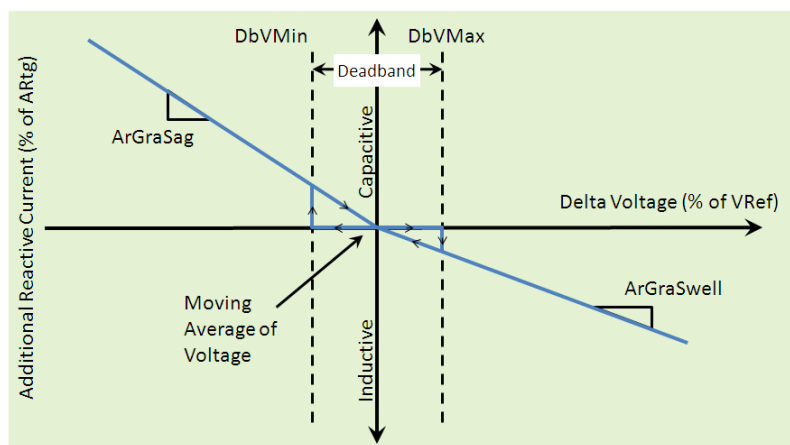 DbVMin
DbVMax
Deadband
Additional Reactive Current (% of ARtg)
ArGraSag
Capacitive
Delta Voltage (% of VRef)
Moving
Average of
Voltage
Inductive
ArGraSwell